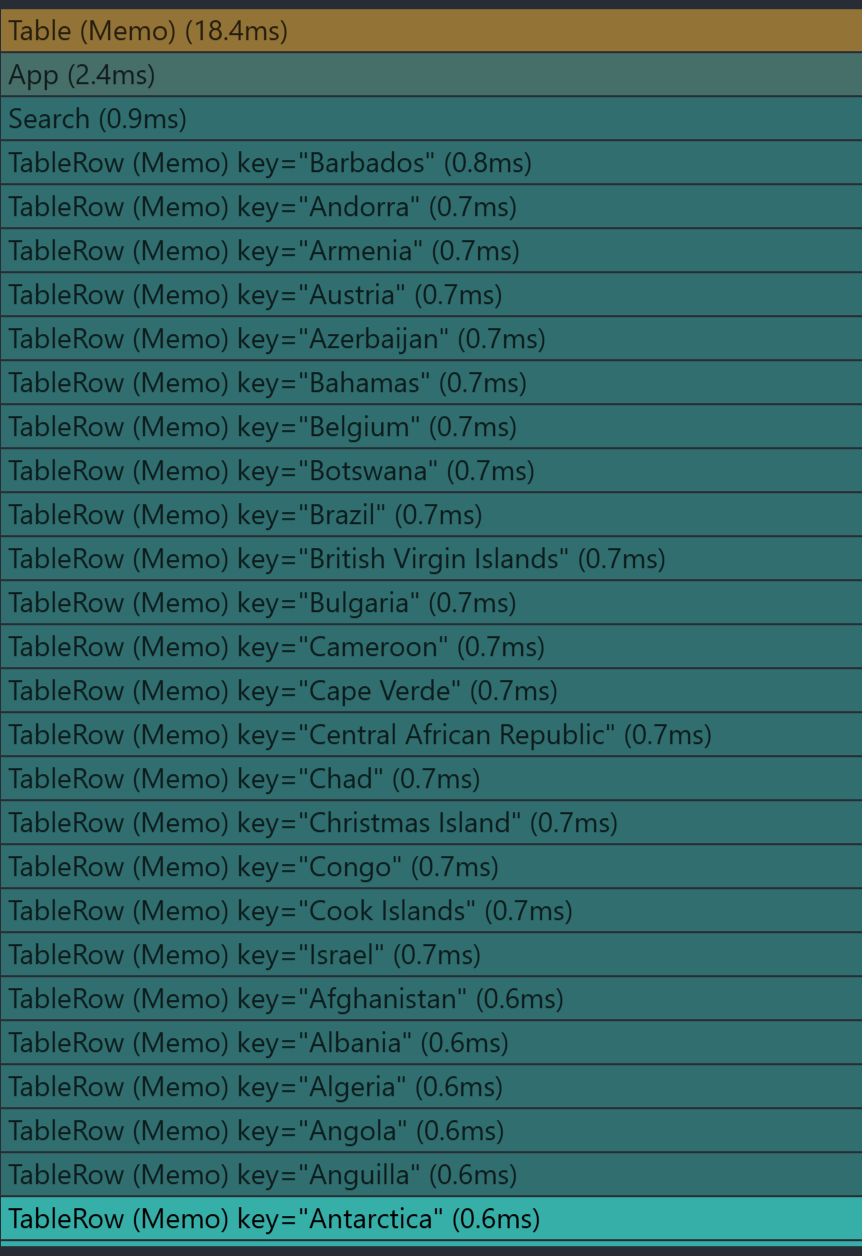 Table (Memo) (18.4ms)
App (2.4ms)
Search (0.9ms)
TableRow (Memo) key="Barbados" (0.8ms)
TableRow (Memo) key="Andorra" (0.7ms)
TableRow (Memo) key="Armenia" (0.7ms)
TableRow (Memo) key="Austria" (0.7ms)
TableRow (Memo) key="Azerbaijan" (0.7ms)
TableRow (Memo) key="Bahamas" (0.7ms)
TableRow (Memo) key="Belgium" (0.7ms)
TableRow (Memo) key="Botswana" (0.7ms)
TableRow (Memo) key="Brazil" (0.7ms)
TableRow (Memo) key="British Virgin Islands" (0.7ms)
TableRow (Memo) key="Bulgaria" (0.7ms)
TableRow (Memo) key="Cameroon" (0.7ms)
TableRow (Memo) key="Cape Verde" (0.7ms)
TableRow (Memo) key="Central African Republic" (0.7ms)
TableRow (Memo) key="Chad" (0.7ms)
TableRow (Memo) key="Christmas Island" (0.7ms)
TableRow (Memo) key="Congo" (0.7ms)
TableRow (Memo) key="Cook Islands" (0.7ms)
TableRow (Memo) key="Israel" (0.7ms)
TableRow (Memo) key="Afghanistan" (0.6ms)
TableRow (Memo) key="Albania" (0.6ms)
TableRow (Memo) key="Algeria" (0.6ms)
TableRow (Memo) key="Angola" (0.6ms)
TableRow (Memo) key="Anguilla" (0.6ms)
TableRow (Memo) key="Antarctica" (0.6ms)